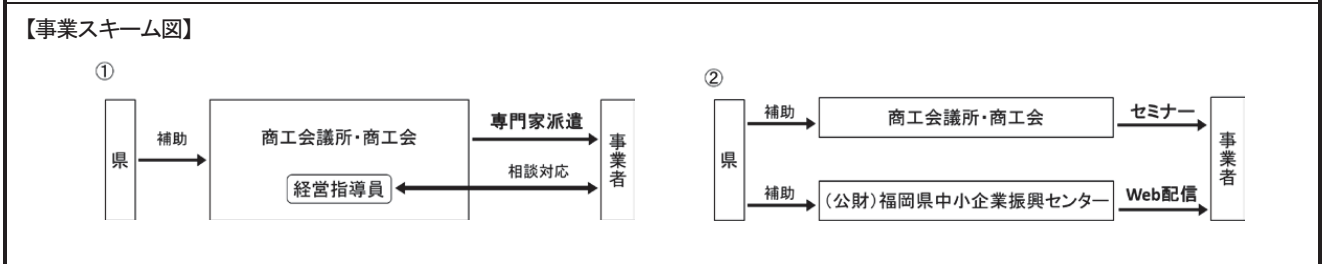 【事業スキーム図】
①
県
補助
商工会議所・商工会
経営指導員
専門家派遣
相談対応
事業者
②
県
補助
商工会議所・商工会
セミナー
補助
(公財)福岡県中小企業振興センター
Web配信
事業者